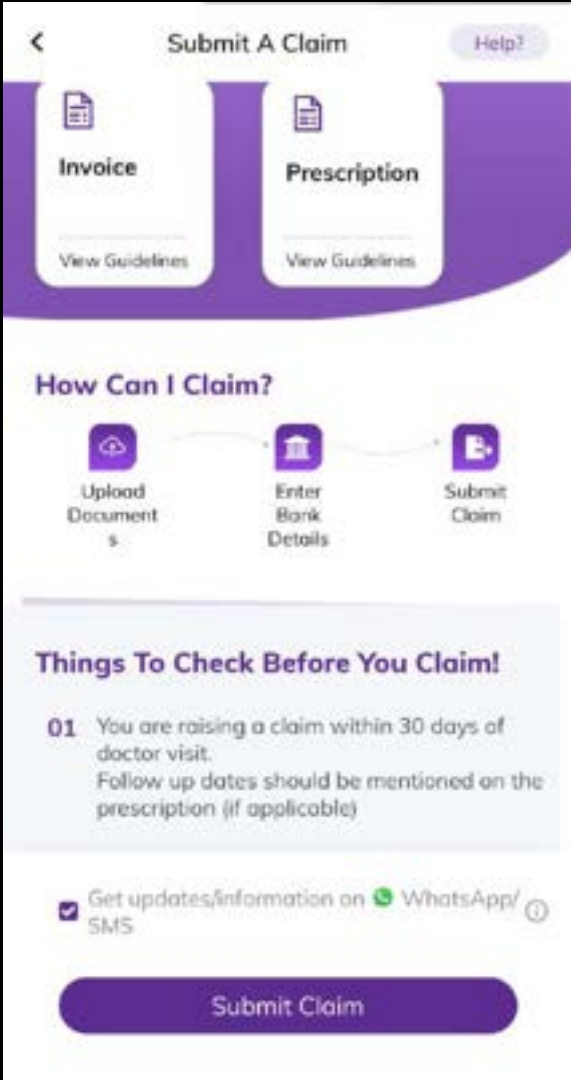 Submit A Claim
Help?
Invoice
Prescription
View Guidelines
View Guidelines
How Can I Claim?
Upload
Document
s
Enter
Bank
Details
Submit
Claim
Things To Check Before You Claim!
01 You are raising a claim within 30 days of
doctor visit.
Follow up dates should be mentioned on the
prescription (if applicable)
Get updates/information on WhatsApp/
SMS
Submit Claim